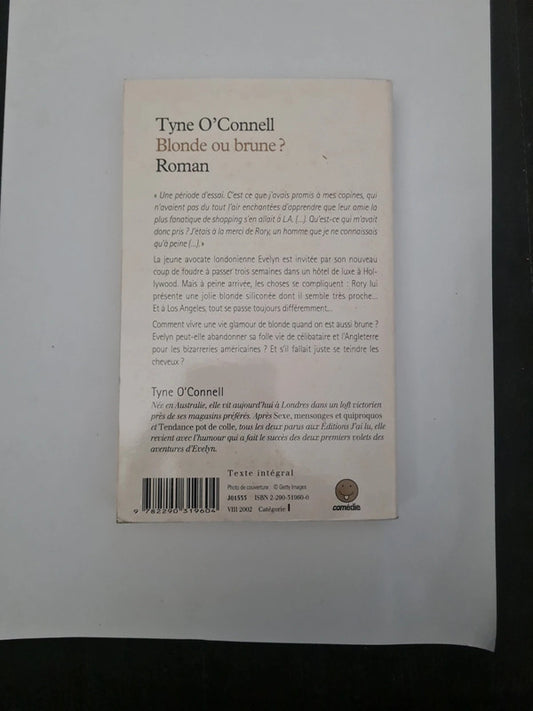 Tyne O'Connell
Blonde ou brune ?
Roman
« Une période d'essai. C'est ce que j'avais promis à mes copines, qui
n'avaient pas du tout l'air enchantées d'apprendre que leur amie la
plus fanatique de shopping s'en allait à L.A. (...). Qu'est-ce qui m'avait
donc pris ? J'étais à la merci de Rory, un homme que je ne connaissais
qu'à peine (...). »
La jeune avocate londonienne Evelyn est invitée par son nouveau
coup de foudre à passer trois semaines dans un hôtel de luxe à Hol-
lywood. Mais à peine arrivée, les choses se compliquent : Rory lui
présente une jolie blonde siliconée dont il semble très proche...
Et à Los Angeles, tout se passe toujours différemment...
Comment vivre une vie glamour de blonde quand on est aussi brune ?
Evelyn peut-elle abandonner sa folle vie de célibataire et l'Angleterre
pour les bizarreries américaines ? Et s'il fallait juste se teindre les
cheveux ?
Tyne O'Connell
Née en Australie, elle vit aujourd'hui à Londres dans un loft victorien
près de ses magasins préférés. Après Sexe, mensonges et quiproquos
et Tendance pot de colle, tous les deux parus aux Éditions J'ai lu, elle
revient avec l'humour qui a fait le succès des deux premiers volets des
aventures d'Evelyn.
Texte intégral
Photo de couverture : © Getty Images
J01555 ISBN 2-290-31960-0
VIII 2002 Catégorie I
9 782290 319604
comédie